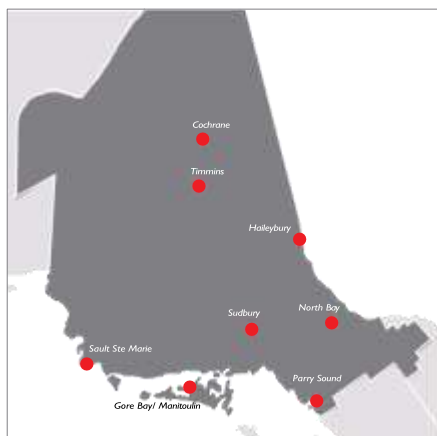 Cochrane
Timmins
Haileybury
Sudbury
North Bay
Sault Ste Marie
Parry Sound
Gore Bay/ Manitoulin